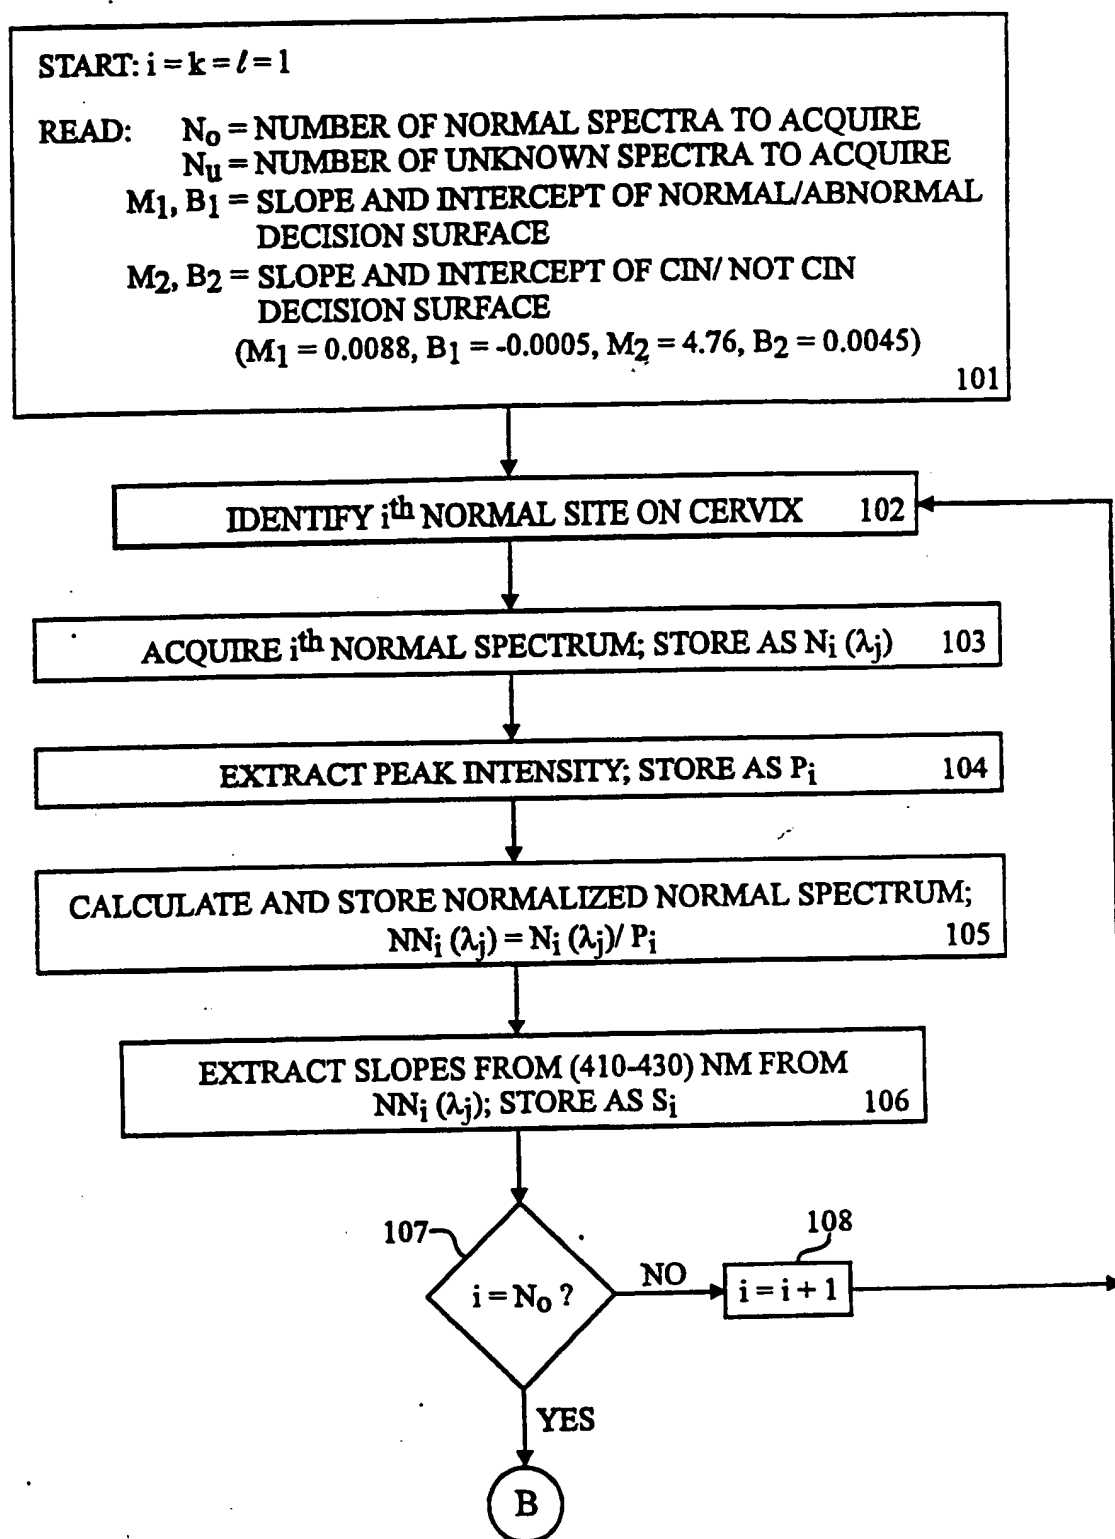 START: i = k = ℓ = 1
READ: No = NUMBER OF NORMAL SPECTRA TO ACQUIRE
Nu = NUMBER OF UNKNOWN SPECTRA TO ACQUIRE
M1, B1 = SLOPE AND INTERCEPT OF NORMAL/ABNORMAL
DECISION SURFACE
M2, B2 = SLOPE AND INTERCEPT OF CIN/ NOT CIN
DECISION SURFACE
(M1 = 0.0088, B1 = -0.0005, M2 = 4.76, B2 = 0.0045)
101
IDENTIFY ith NORMAL SITE ON CERVIX 102
ACQUIRE ith NORMAL SPECTRUM; STORE AS Ni (λj) 103
EXTRACT PEAK INTENSITY; STORE AS Pi 104
CALCULATE AND STORE NORMALIZED NORMAL SPECTRUM;
NNi (λj) = Ni (λj)/ Pi 105
EXTRACT SLOPES FROM (410-430) NM FROM
NNi (λj); STORE AS Si 106
107
108
i = No ?
NO
i = i + 1
YES
B